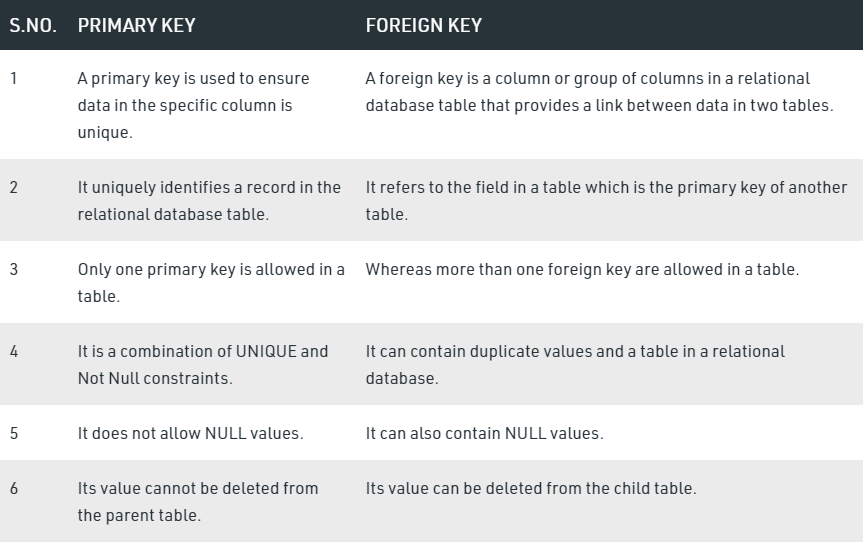 S.NO. PRIMARY KEY FOREIGN KEY
1 A primary key is used to ensure A foreign key is a column or group of columns in a relational
data in the specific column is database table that provides a link between data in two tables.
unique.
2 It uniquely identifies a record in the It refers to the field in a table which is the primary key of another
relational database table. table.
3 Only one primary key is allowed in a Whereas more than one foreign key are allowed in a table.
table.
4 It is a combination of UNIQUE and It can contain duplicate values and a table in a relational
Not Null constraints. database.
5 It does not allow NULL values. It can also contain NULL values.
6 Its value cannot be deleted from Its value can be deleted from the child table.
the parent table.